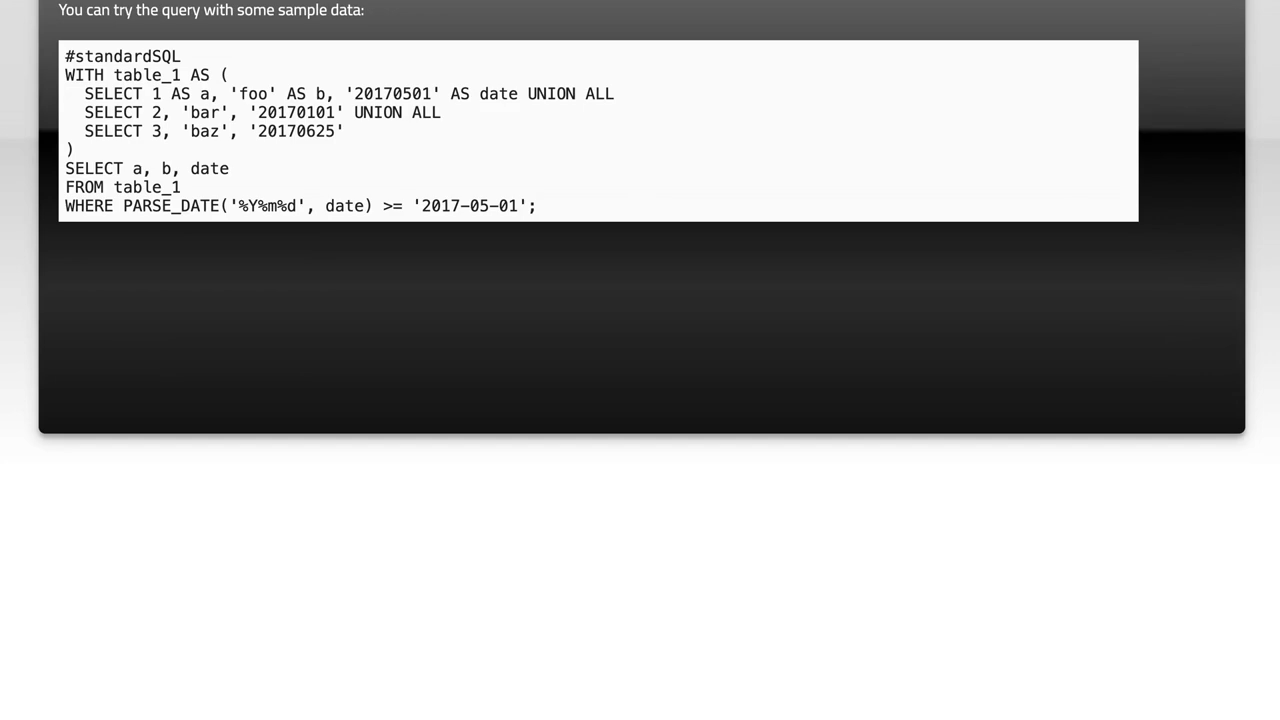 You can try the query with some sample data:
#standardSQL
WITH table_1 AS (
  SELECT 1 AS a, 'foo' AS b, '20170501' AS date UNION ALL
  SELECT 2, 'bar', '20170101' UNION ALL
  SELECT 3, 'baz', '20170625'
)
SELECT a, b, date
FROM table_1
WHERE PARSE_DATE('%Y%m%d', date) >= '2017-05-01';